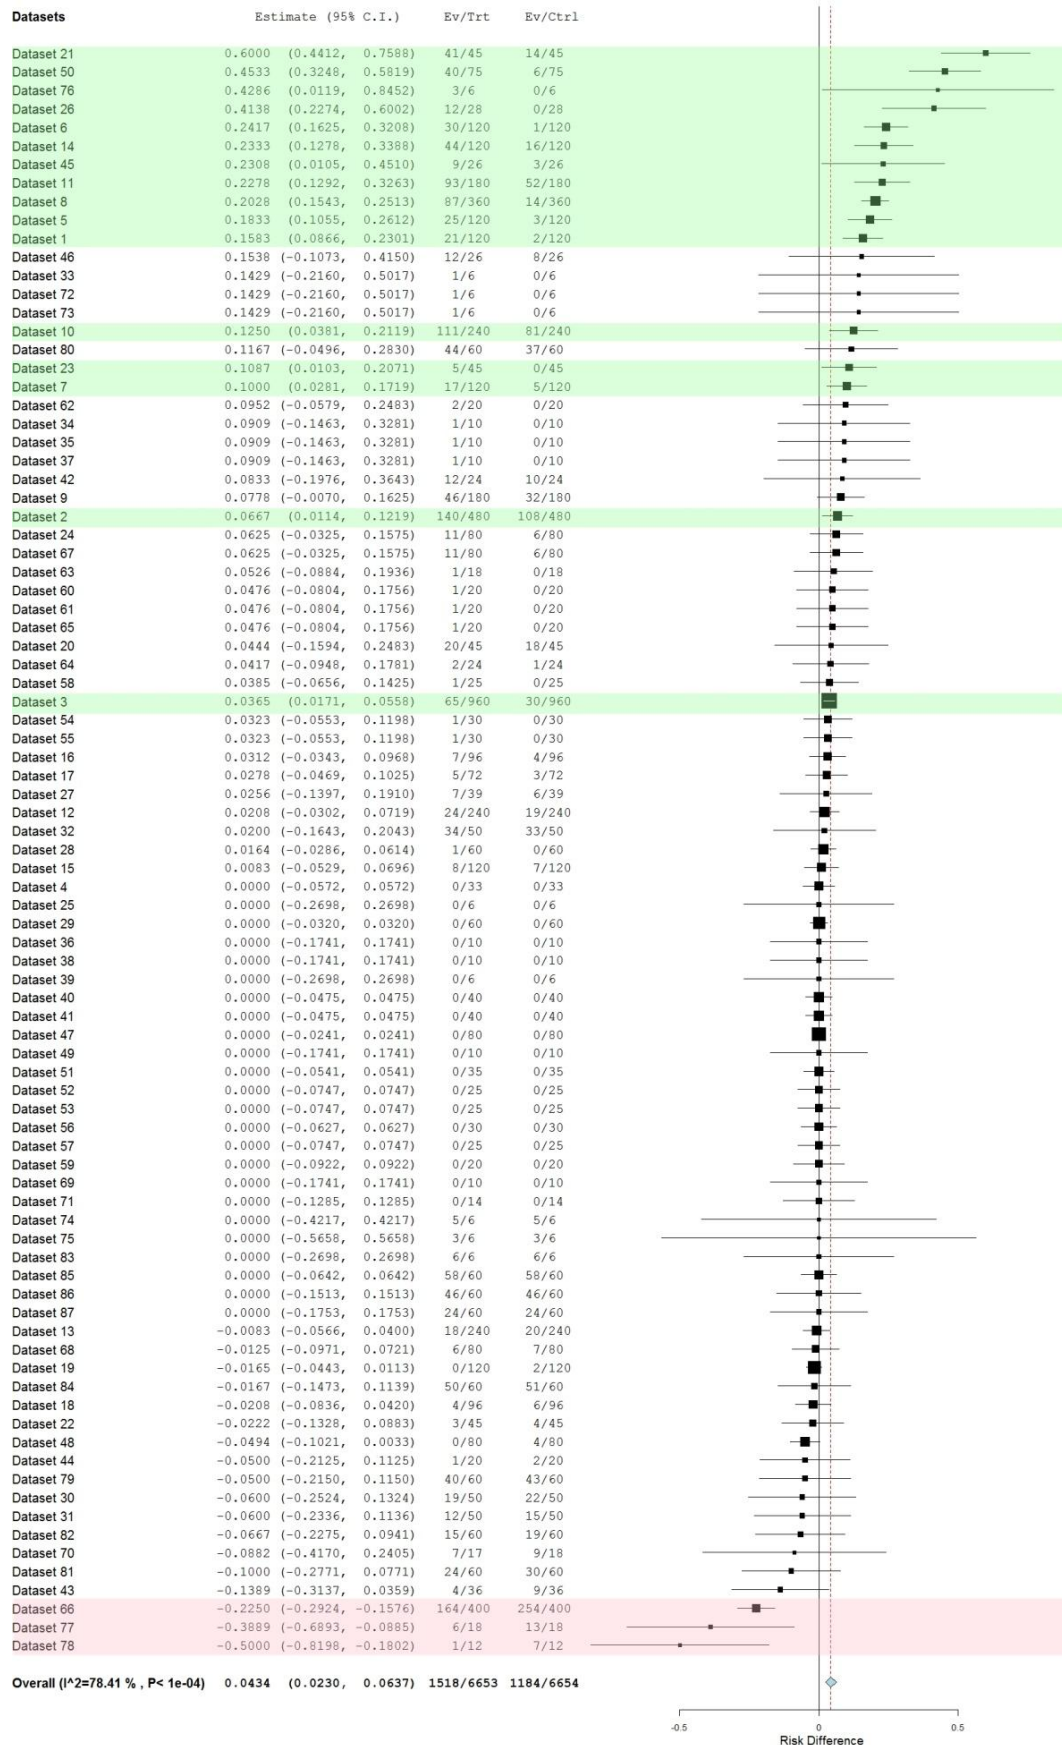 Datasets Estimate (95% C.I.) Ev/Trt Ev/Ctrl
Dataset 21 0.6000 (0.4412, 0.7588) 41/45 14/45
Dataset 50 0.4533 (0.3248, 0.5819) 40/75 6/75
Dataset 76 0.4286 (0.0119, 0.8452) 3/6 0/6
Dataset 26 0.4138 (0.2274, 0.6002) 12/28 0/28
Dataset 6 0.2417 (0.1625, 0.3208) 30/120 1/120
Dataset 14 0.2333 (0.1278, 0.3388) 44/120 16/120
Dataset 45 0.2308 (0.0105, 0.4510) 9/26 3/26
Dataset 11 0.2278 (0.1292, 0.3263) 93/180 52/180
Dataset 8 0.2028 (0.1543, 0.2513) 87/360 14/360
Dataset 5 0.1833 (0.1055, 0.2612) 25/120 3/120
Dataset 1 0.1583 (0.0866, 0.2301) 21/120 2/120
Dataset 46 0.1538 (-0.1073, 0.4150) 12/26 8/26
Dataset 33 0.1429 (-0.2160, 0.5017) 1/6 0/6
Dataset 72 0.1429 (-0.2160, 0.5017) 1/6 0/6
Dataset 73 0.1429 (-0.2160, 0.5017) 1/6 0/6
Dataset 10 0.1250 (0.0381, 0.2119) 111/240 81/240
Dataset 80 0.1167 (-0.0496, 0.2830) 44/60 37/60
Dataset 23 0.1087 (0.0103, 0.2071) 5/45 0/45
Dataset 7 0.1000 (0.0281, 0.1719) 17/120 5/120
Dataset 62 0.0952 (-0.0579, 0.2483) 2/20 0/20
Dataset 34 0.0909 (-0.1463, 0.3281) 1/10 0/10
Dataset 35 0.0909 (-0.1463, 0.3281) 1/10 0/10
Dataset 37 0.0909 (-0.1463, 0.3281) 1/10 0/10
Dataset 42 0.0833 (-0.1976, 0.3643) 12/24 10/24
Dataset 9 0.0778 (-0.0070, 0.1625) 46/180 32/180
Dataset 2 0.0667 (0.0114, 0.1219) 140/480 108/480
Dataset 24 0.0625 (-0.0325, 0.1575) 11/80 6/80
Dataset 67 0.0625 (-0.0325, 0.1575) 11/80 6/80
Dataset 63 0.0526 (-0.0884, 0.1936) 1/18 0/18
Dataset 60 0.0476 (-0.0804, 0.1756) 1/20 0/20
Dataset 61 0.0476 (-0.0804, 0.1756) 1/20 0/20
Dataset 65 0.0476 (-0.0804, 0.1756) 1/20 0/20
Dataset 20 0.0444 (-0.1594, 0.2483) 20/45 18/45
Dataset 64 0.0417 (-0.0948, 0.1781) 2/24 1/24
Dataset 58 0.0385 (-0.0656, 0.1425) 1/25 0/25
Dataset 3 0.0365 (0.0171, 0.0558) 65/960 30/960
Dataset 54 0.0323 (-0.0553, 0.1198) 1/30 0/30
Dataset 55 0.0323 (-0.0553, 0.1198) 1/30 0/30
Dataset 16 0.0312 (-0.0343, 0.0968) 7/96 4/96
Dataset 17 0.0278 (-0.0469, 0.1025) 5/72 3/72
Dataset 27 0.0256 (-0.1397, 0.1910) 7/39 6/39
Dataset 12 0.0208 (-0.0302, 0.0719) 24/240 19/240
Dataset 32 0.0200 (-0.1643, 0.2043) 34/50 33/50
Dataset 28 0.0164 (-0.0286, 0.0614) 1/60 0/60
Dataset 15 0.0083 (-0.0529, 0.0696) 8/120 7/120
Dataset 4 0.0000 (-0.0572, 0.0572) 0/33 0/33
Dataset 25 0.0000 (-0.2698, 0.2698) 0/6 0/6
Dataset 29 0.0000 (-0.0320, 0.0320) 0/60 0/60
Dataset 36 0.0000 (-0.1741, 0.1741) 0/10 0/10
Dataset 38 0.0000 (-0.1741, 0.1741) 0/10 0/10
Dataset 39 0.0000 (-0.2698, 0.2698) 0/6 0/6
Dataset 40 0.0000 (-0.0475, 0.0475) 0/40 0/40
Dataset 41 0.0000 (-0.0475, 0.0475) 0/40 0/40
Dataset 47 0.0000 (-0.0241, 0.0241) 0/80 0/80
Dataset 49 0.0000 (-0.1741, 0.1741) 0/10 0/10
Dataset 51 0.0000 (-0.0541, 0.0541) 0/35 0/35
Dataset 52 0.0000 (-0.0747, 0.0747) 0/25 0/25
Dataset 53 0.0000 (-0.0747, 0.0747) 0/25 0/25
Dataset 56 0.0000 (-0.0627, 0.0627) 0/30 0/30
Dataset 57 0.0000 (-0.0747, 0.0747) 0/25 0/25
Dataset 59 0.0000 (-0.0922, 0.0922) 0/20 0/20
Dataset 69 0.0000 (-0.1741, 0.1741) 0/10 0/10
Dataset 71 0.0000 (-0.1285, 0.1285) 0/14 0/14
Dataset 74 0.0000 (-0.4217, 0.4217) 5/6 5/6
Dataset 75 0.0000 (-0.5658, 0.5658) 3/6 3/6
Dataset 83 0.0000 (-0.2698, 0.2698) 6/6 6/6
Dataset 85 0.0000 (-0.0642, 0.0642) 58/60 58/60
Dataset 86 0.0000 (-0.1513, 0.1513) 46/60 46/60
Dataset 87 0.0000 (-0.1753, 0.1753) 24/60 24/60
Dataset 13 -0.0083 (-0.0566, 0.0400) 18/240 20/240
Dataset 68 -0.0125 (-0.0971, 0.0721) 6/80 7/80
Dataset 19 -0.0165 (-0.0443, 0.0113) 0/120 2/120
Dataset 84 -0.0167 (-0.1473, 0.1139) 50/60 51/60
Dataset 18 -0.0208 (-0.0836, 0.0420) 4/96 6/96
Dataset 22 -0.0222 (-0.1328, 0.0883) 3/45 4/45
Dataset 48 -0.0494 (-0.1021, 0.0033) 0/80 4/80
Dataset 44 -0.0500 (-0.2125, 0.1125) 1/20 2/20
Dataset 79 -0.0500 (-0.2150, 0.1150) 40/60 43/60
Dataset 30 -0.0600 (-0.2524, 0.1324) 19/50 22/50
Dataset 31 -0.0600 (-0.2336, 0.1136) 12/50 15/50
Dataset 82 -0.0667 (-0.2275, 0.0941) 15/60 19/60
Dataset 70 -0.0882 (-0.4170, 0.2405) 7/17 9/18
Dataset 81 -0.1000 (-0.2771, 0.0771) 24/60 30/60
Dataset 43 -0.1389 (-0.3137, 0.0359) 4/36 9/36
Dataset 66 -0.2250 (-0.2924, -0.1576) 164/400 254/400
Dataset 77 -0.3889 (-0.6893, -0.0885) 6/18 13/18
Dataset 78 -0.5000 (-0.8198, -0.1802) 1/12 7/12
Overall (I^2=78.41 % , P< 1e-04) 0.0434 (0.0230, 0.0637) 1518/6653 1184/6654
-0.5 0 0.5
Risk Difference